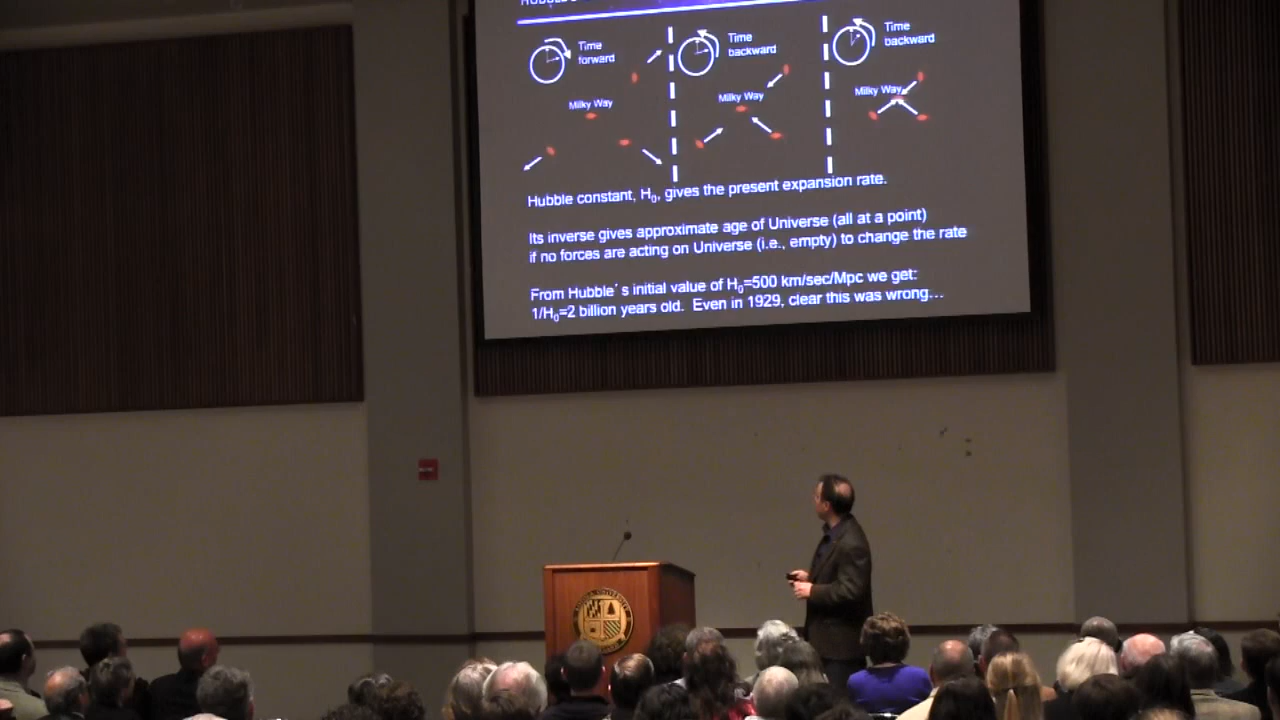 Time
forward
Milky Way
Time
backward
Milky Way
Time
backward
Milky Way
Hubble constant, H₀, gives the present expansion rate.
Its inverse gives approximate age of Universe (all at a point)
if no forces are acting on Universe (i.e., empty) to change the rate
From Hubble´s initial value of H₀=500 km/sec/Mpc we get:
1/H₀=2 billion years old. Even in 1929, clear this was wrong…